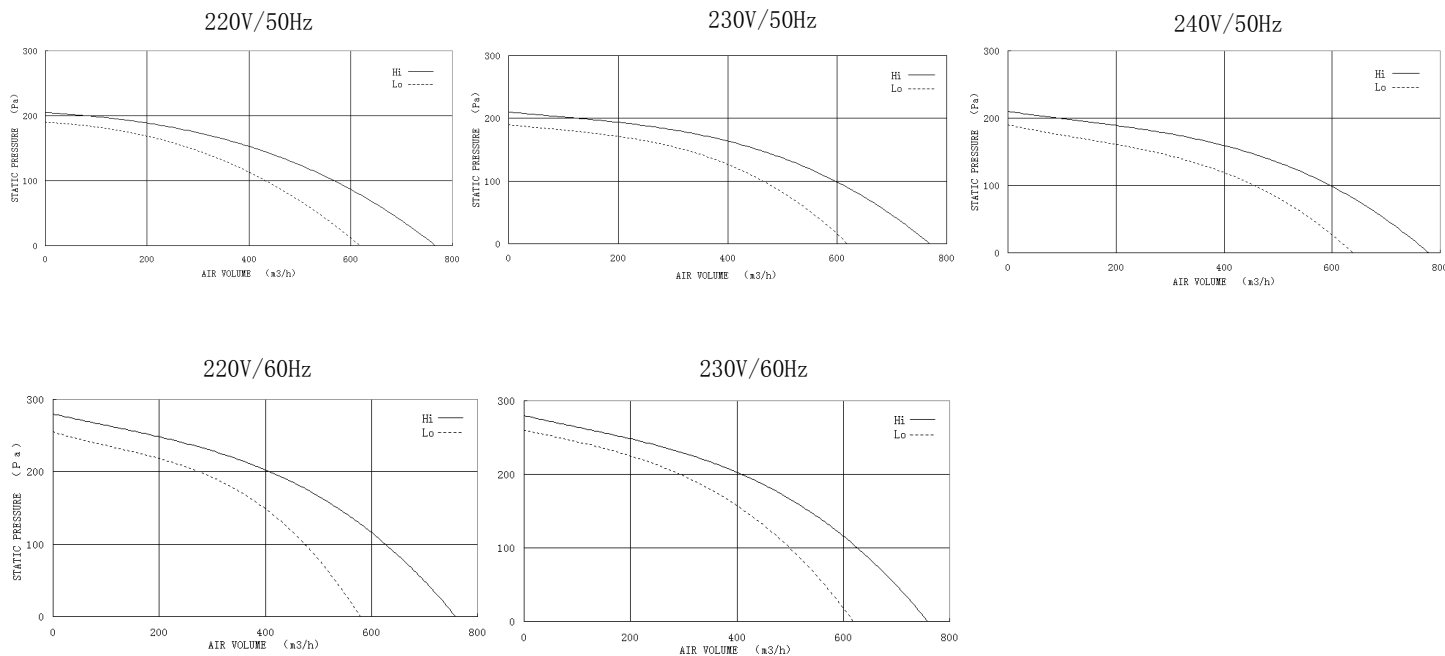 220V/50Hz
300
200
100
0
STATIC PRESSURE (Pa)
Hi
Lo
0 200 400 600 800
AIR VOLUME (m3/h)
230V/50Hz
300
200
100
0
STATIC PRESSURE (Pa)
Hi
Lo
0 200 400 600 800
AIR VOLUME (m3/h)
240V/50Hz
300
200
100
0
STATIC PRESSURE (Pa)
Hi
Lo
0 200 400 600 800
AIR VOLUME (m3/h)
220V/60Hz
300
200
100
0
STATIC PRESSURE (Pa)
Hi
Lo
0 200 400 600 800
AIR VOLUME (m3/h)
230V/60Hz
300
200
100
0
Hi
Lo
0 200 400 600 800
AIR VOLUME (m3/h)